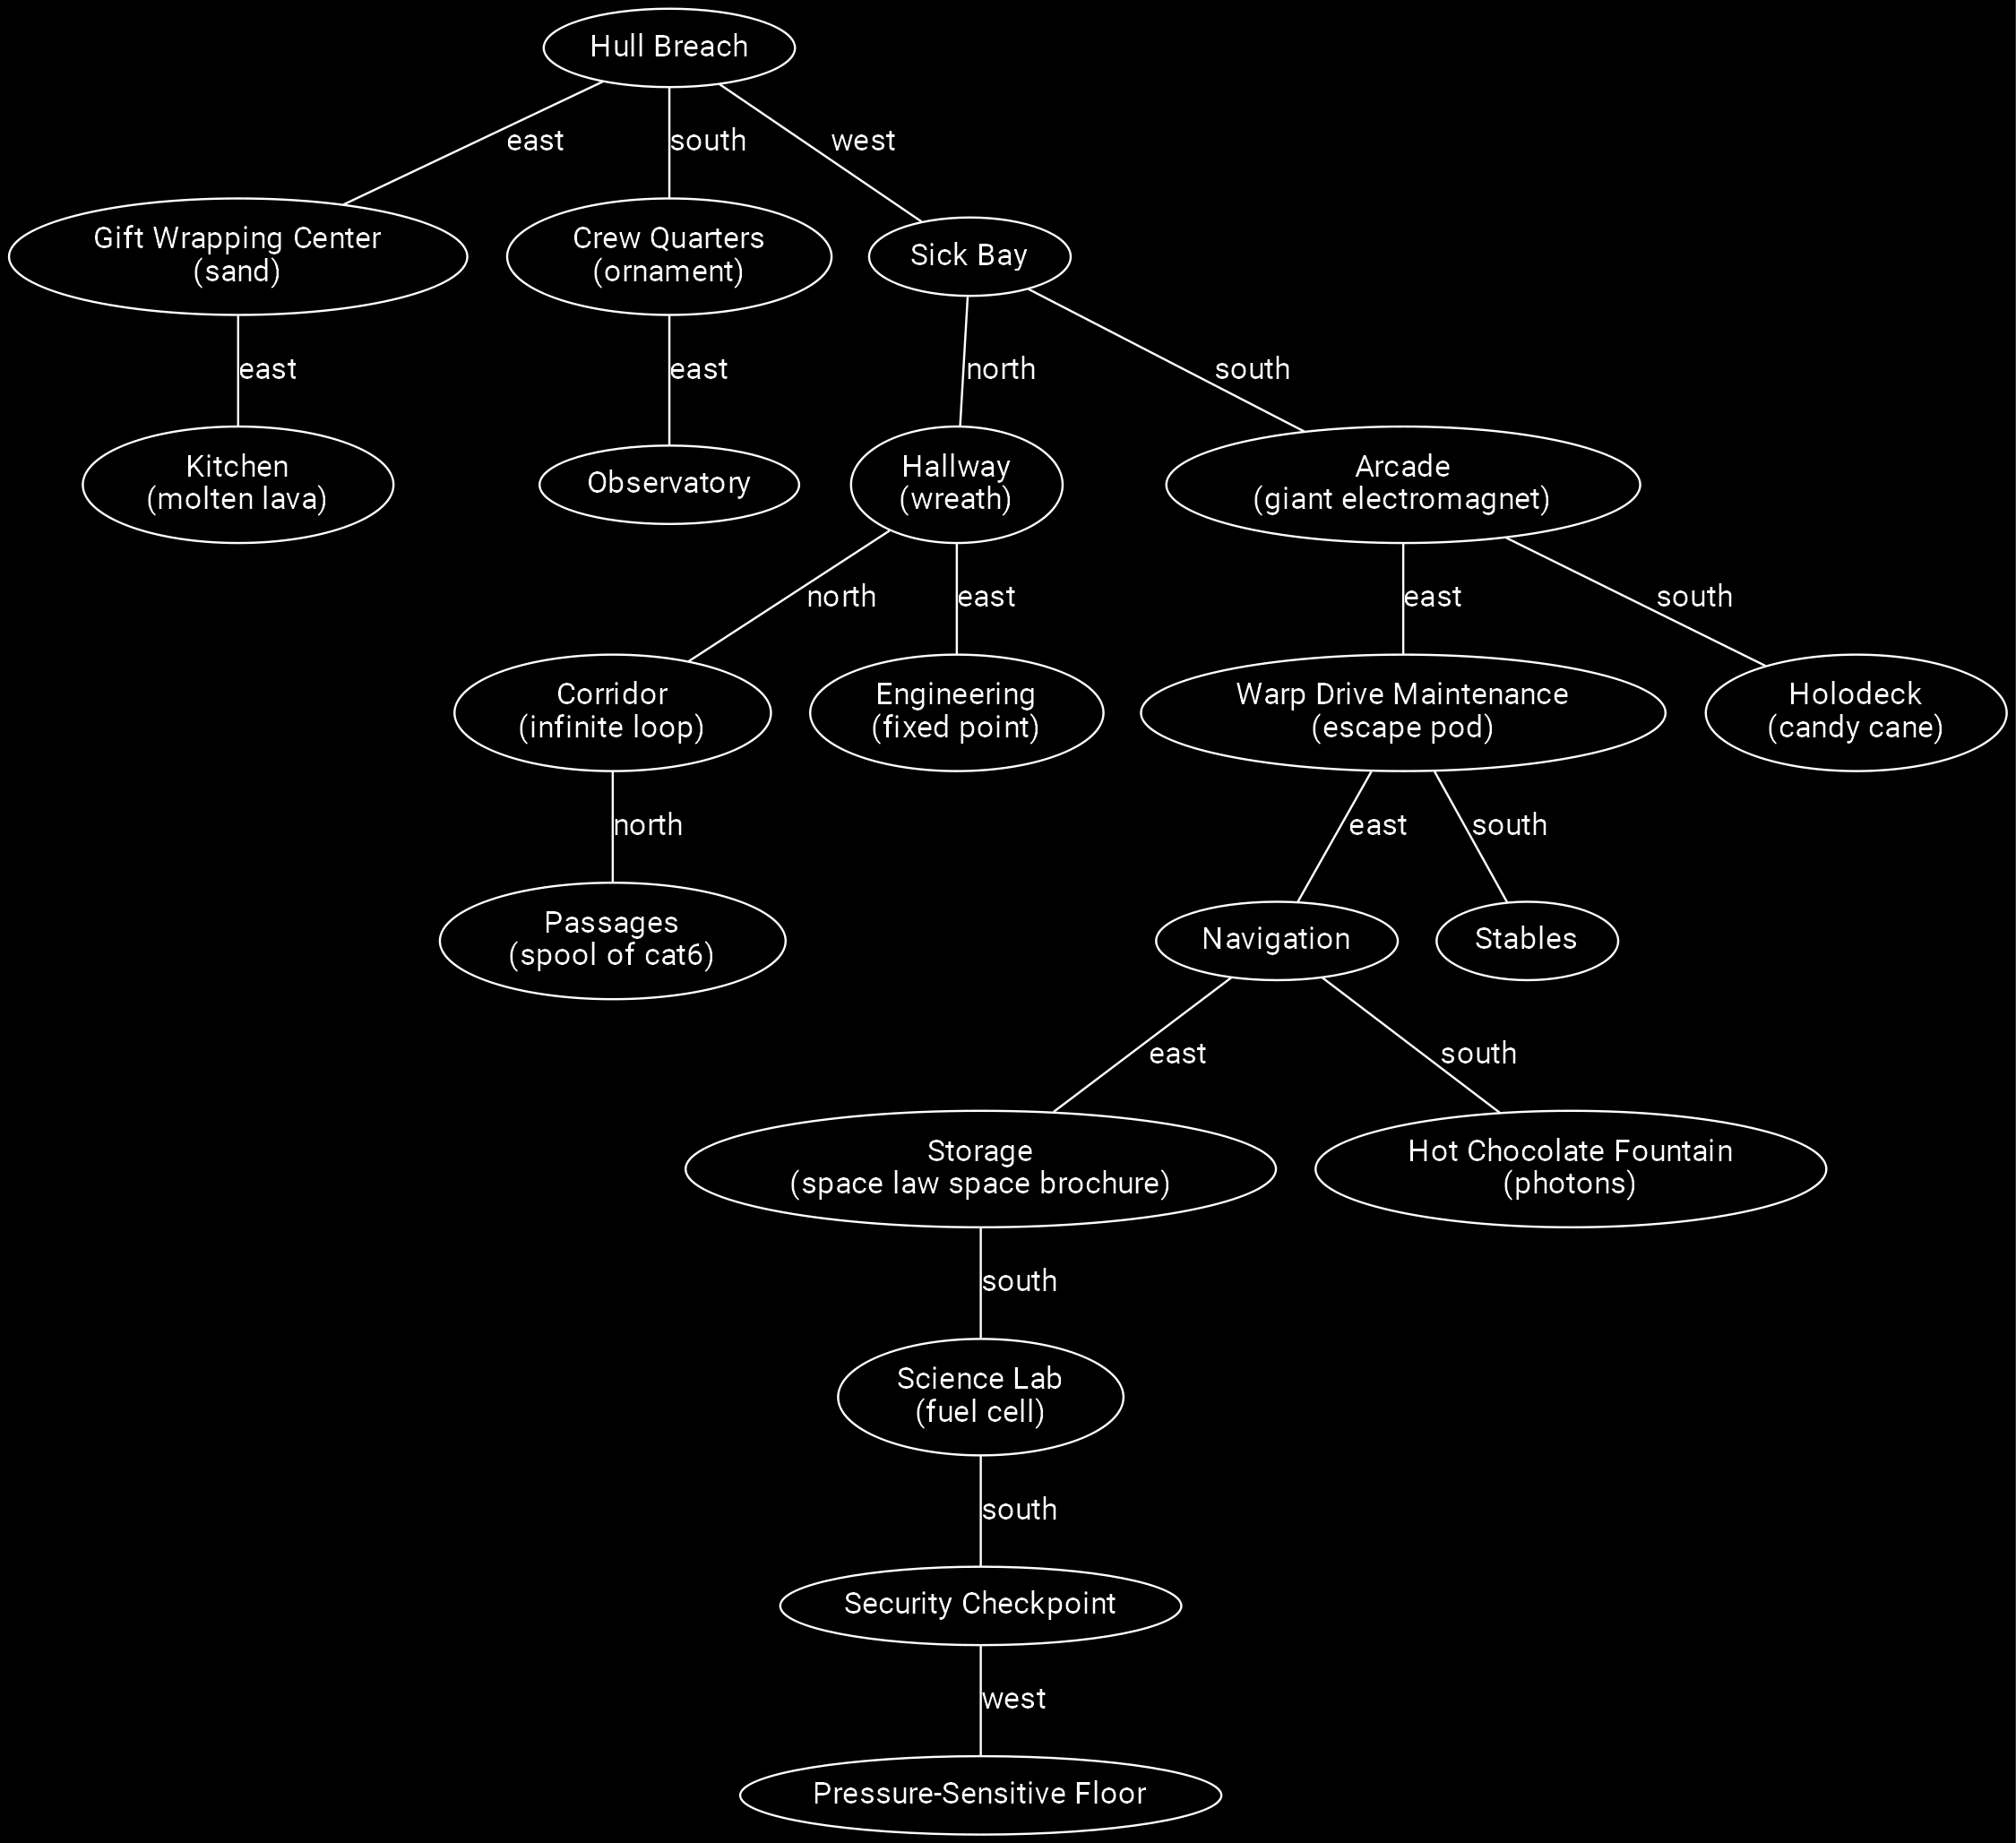 Hull Breach
east
south
west
Gift Wrapping Center
(sand)
Crew Quarters
(ornament)
Sick Bay
east
east
north
south
Kitchen
(molten lava)
Observatory
Hallway
(wreath)
Arcade
(giant electromagnet)
north
east
east
south
Corridor
(infinite loop)
Engineering
(fixed point)
Warp Drive Maintenance
(escape pod)
Holodeck
(candy cane)
north
east
south
Passages
(spool of cat6)
Navigation
Stables
east
south
Storage
(space law space brochure)
Hot Chocolate Fountain
(photons)
south
Science Lab
(fuel cell)
south
Security Checkpoint
west
Pressure-Sensitive Floor